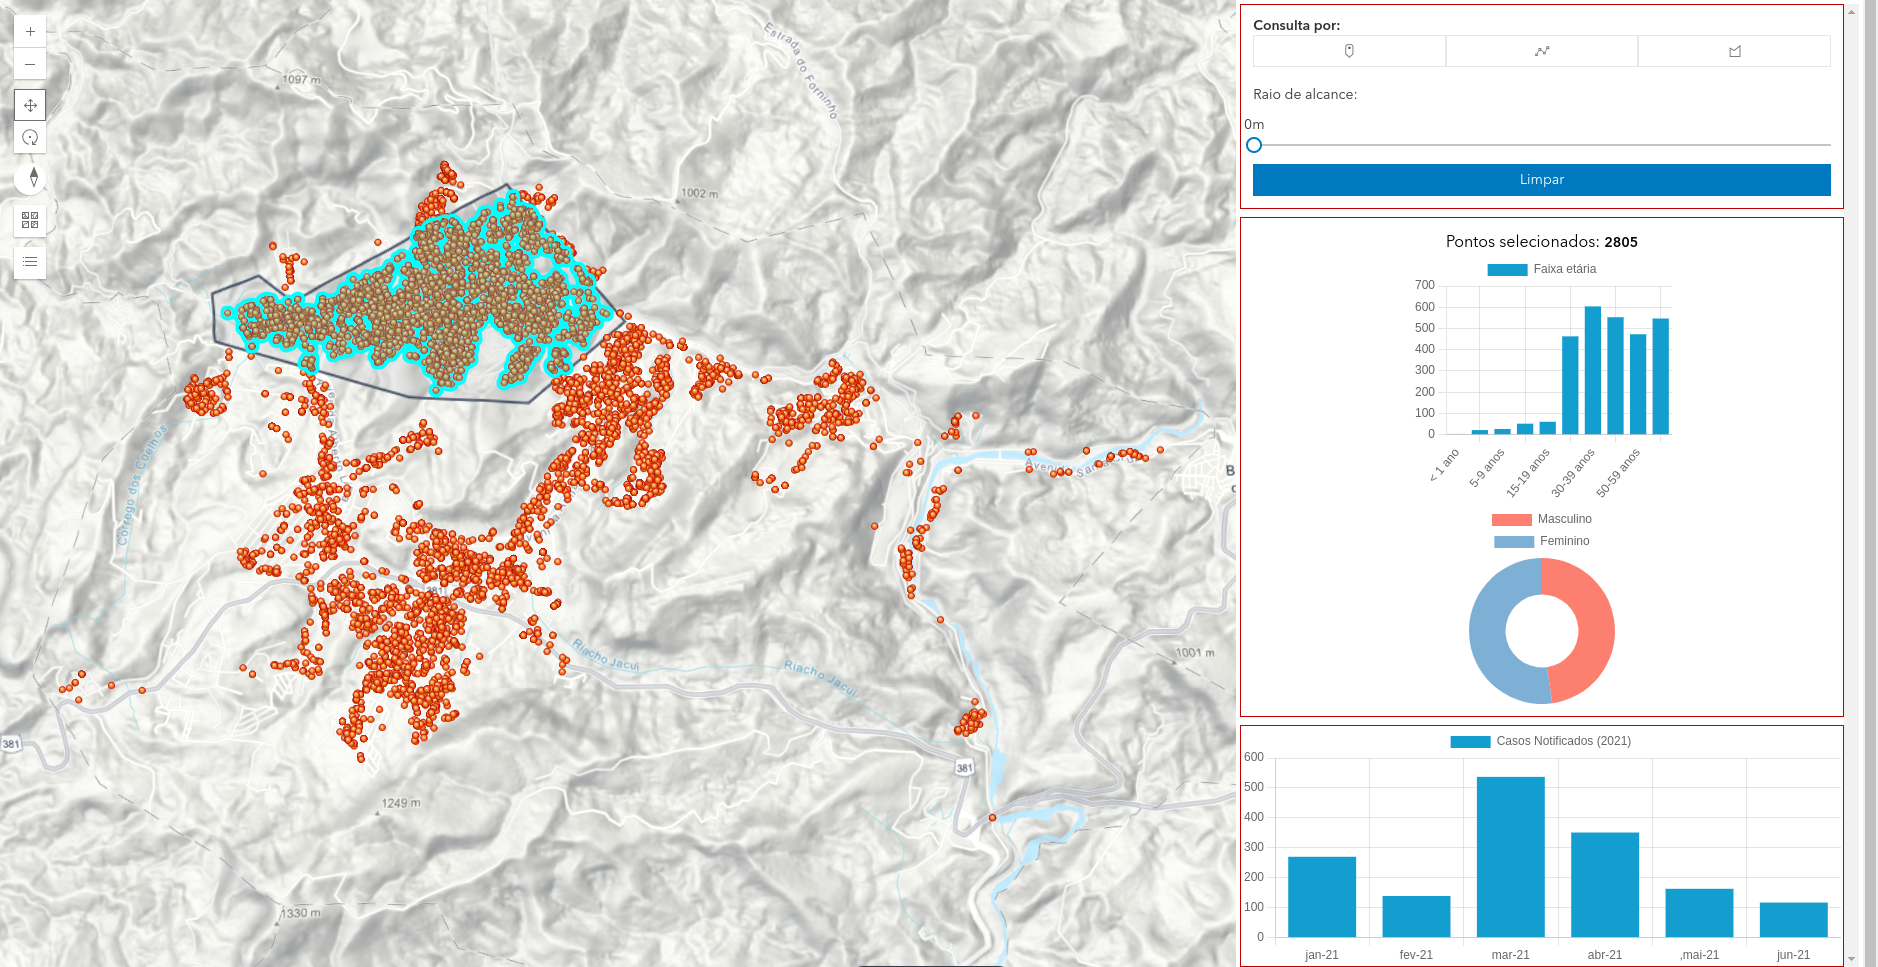 Consulta por:
Raio de alcance:
0m
Limpar
Pontos selecionados: 2805
Faixa etária
700
600
500
400
300
200
100
0
< 1 ano
5-9 anos
15-19 anos
30-39 anos
50-59 anos
Masculino
Feminino
Casos Notificados (2021)
600
500
400
300
200
100
0
jan-21
fev-21
mar-21
abr-21
,mai-21
jun-21
Estrada do Forninho
1097 m
1002 m
Córrego dos Coelhos
381
Riacho Jacuí
Riacho Jacuí
1001 m
381
381
1249 m
1330 m